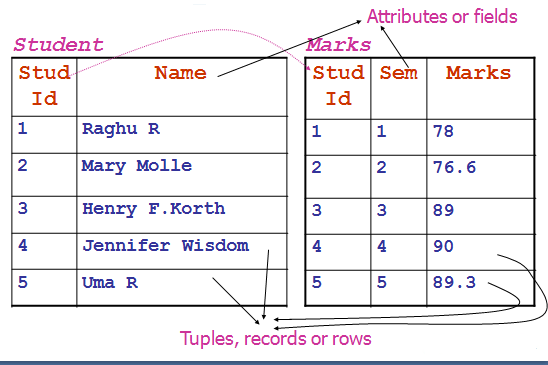 Attributes or fields
Student
Marks
Stud Id Name
Stud Id Sem Marks
1 Raghu R
2 Mary Molle
3 Henry F.Korth
4 Jennifer Wisdom
5 Uma R
1 1 78
2 2 76.6
3 3 89
4 4 90
5 5 89.3
Tuples, records or rows